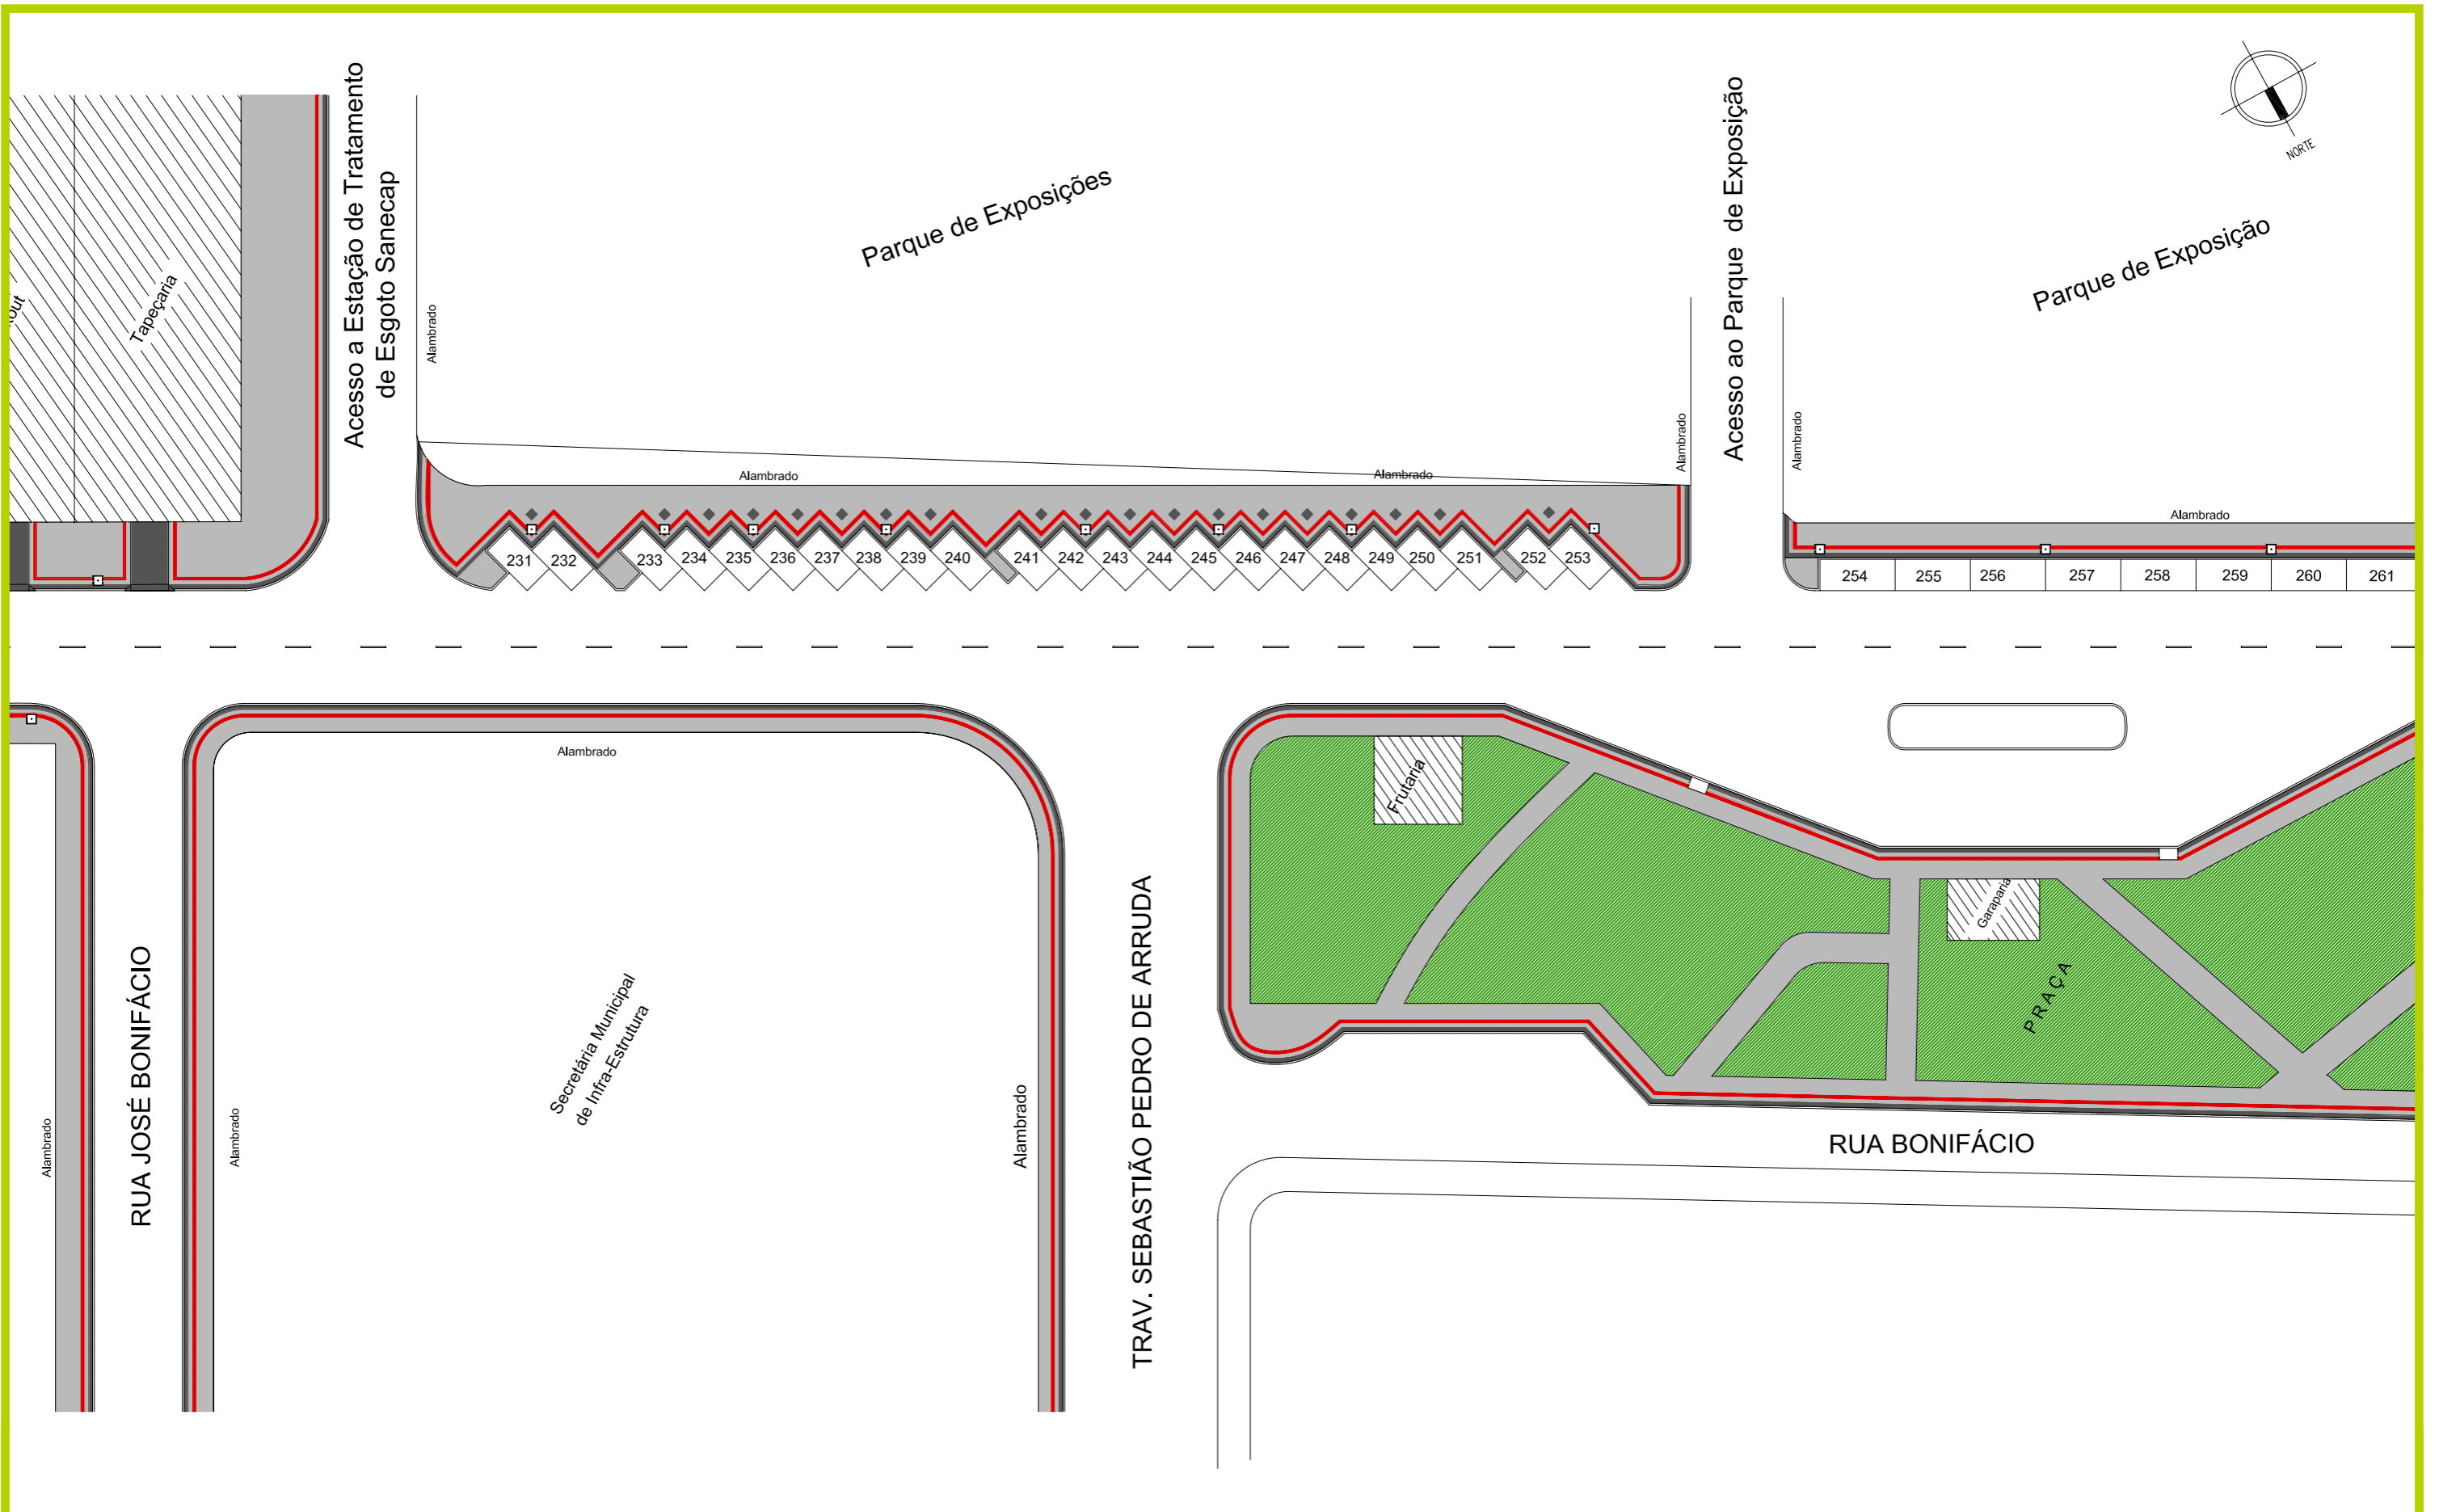 Acesso a Estação de Tratamento
de Esgoto Sanecap
Parque de Exposições
Acesso ao Parque de Exposição
Parque de Exposição
NORTE
Tapeçaria
Alambrado
Alambrado
Alambrado
Alambrado
Alambrado
Alambrado
231 232 233 234 235 236 237 238 239 240 241 242 243 244 245 246 247 248 249 250 251 252 253
254 255 256 257 258 259 260 261
Alambrado
Frutaria
Garaparia
PRAÇA
RUA JOSÉ BONIFÁCIO
Alambrado
Alambrado
Secretária Municipal
de Infra-Estrutura
Alambrado
TRAV. SEBASTIÃO PEDRO DE ARRUDA
RUA BONIFÁCIO